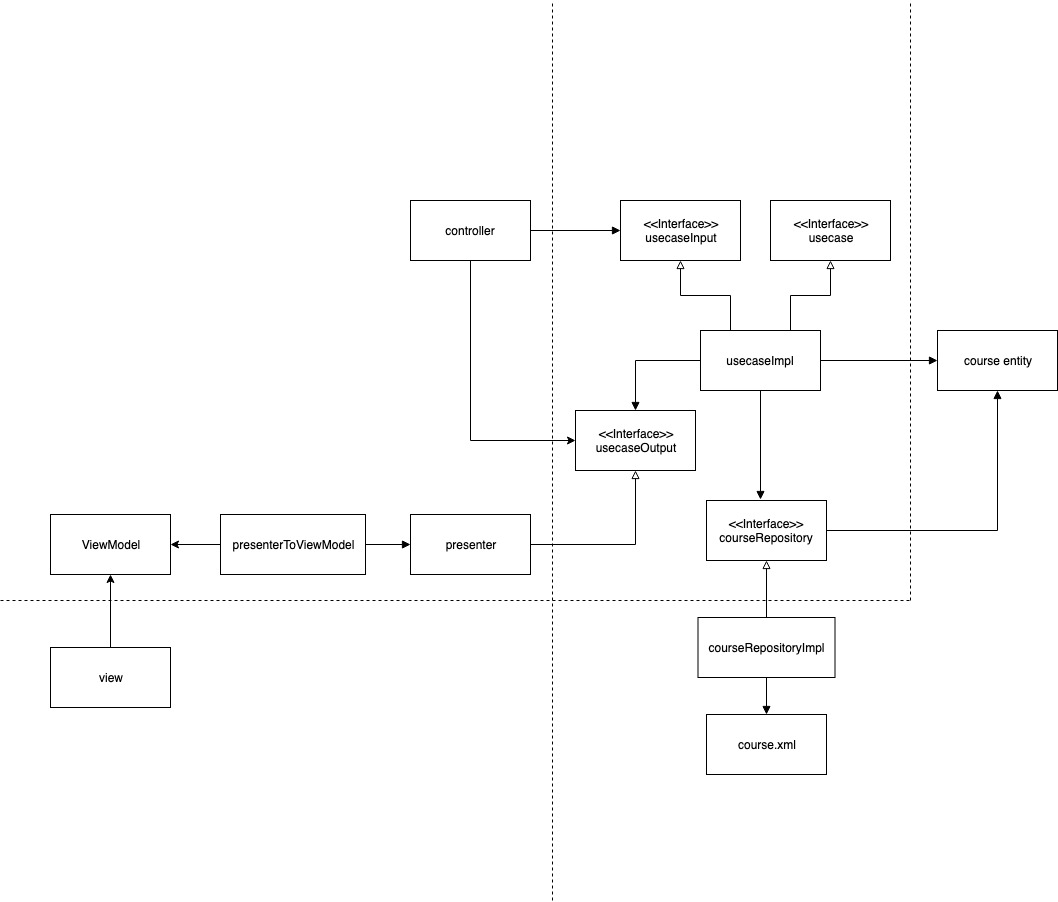 controller
<<Interface>>
usecaseInput
<<Interface>>
usecase
usecaseImpl
course entity
<<Interface>>
usecaseOutput
ViewModel
presenterToViewModel
presenter
<<Interface>>
courseRepository
view
courseRepositoryImpl
course.xml